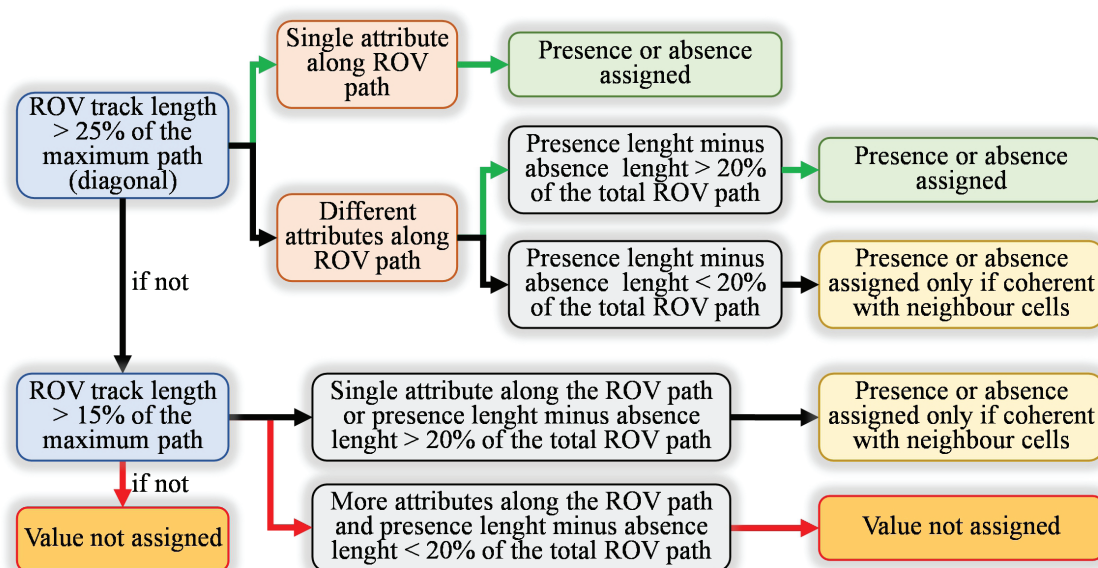 ROV track length
> 25% of the
maximum path
(diagonal)
Single attribute
along ROV
path
Presence or absence
assigned
Different
attributes along
ROV path
Presence lenght minus
absence  lenght > 20%
of the total ROV path
Presence or absence
assigned
Presence lenght minus
absence  lenght < 20%
of the total ROV path
Presence or absence
assigned only if coherent
with neighbour cells
if not
ROV track length
> 15% of the
maximum path
Single attribute along the ROV path
or presence lenght minus absence
lenght > 20% of the total ROV path
Presence or absence
assigned only if coherent
with neighbour cells
if not
Value not assigned
More attributes along the ROV path
and presence lenght minus absence
lenght < 20% of the total ROV path
Value not assigned